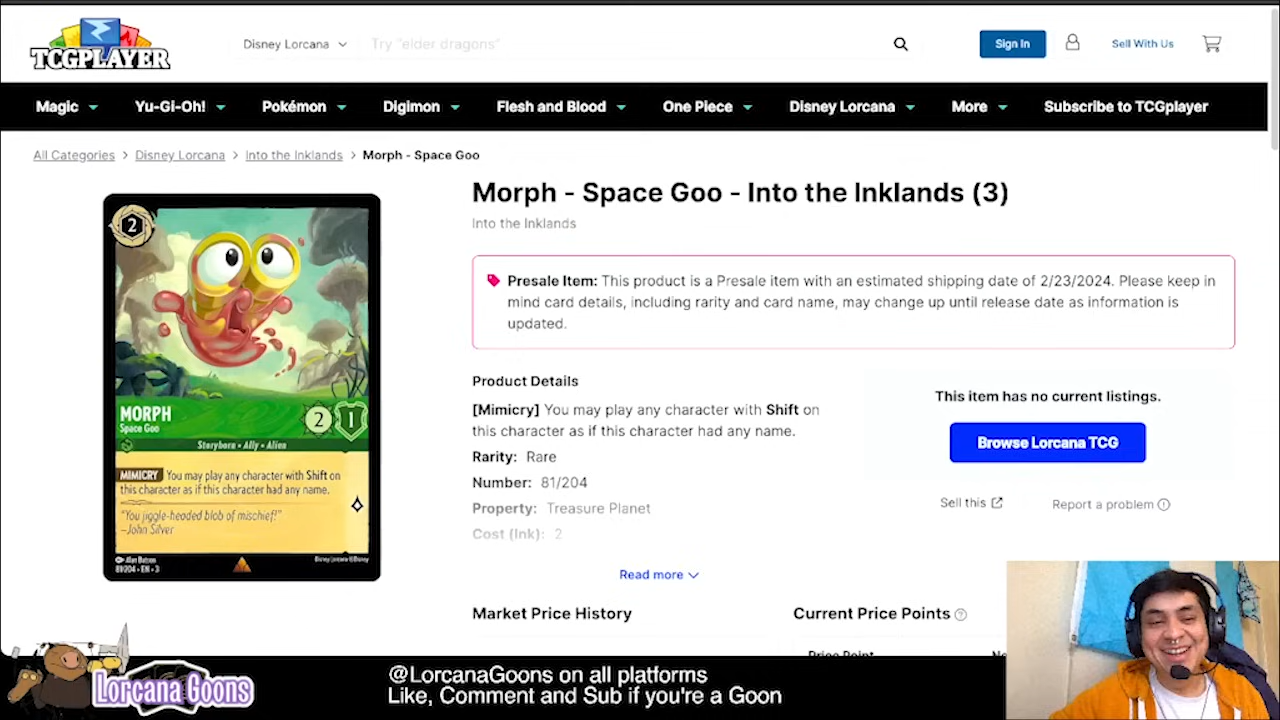 TCGPLAYER
Disney Lorcana
Try "elder dragons"
Sign In
Sell With Us
Magic
Yu-Gi-Oh!
Pokémon
Digimon
Flesh and Blood
One Piece
Disney Lorcana
More
Subscribe to TCGplayer
All Categories > Disney Lorcana > Into the Inklands > Morph - Space Goo
2
MORPH
Space Goo
2
1
Storyborn • Ally • Alien
MIMICRY You may play any character with Shift on
this character as if this character had any name.
"You jiggle-headed blob of mischief!"
–John Silver
81/204 • EN • 3
Morph - Space Goo - Into the Inklands (3)
Into the Inklands
Presale Item: This product is a Presale item with an estimated shipping date of 2/23/2024. Please keep in
mind card details, including rarity and card name, may change up until release date as information is
updated.
Product Details
[Mimicry] You may play any character with Shift on
this character as if this character had any name.
Rarity: Rare
Number: 81/204
Property: Treasure Planet
Cost (Ink): 2
Read more
This item has no current listings.
Browse Lorcana TCG
Sell this
Report a problem
Market Price History
Current Price Points
Price Point
Lorcana Goons
@LorcanaGoons on all platforms
Like, Comment and Sub if you're a Goon